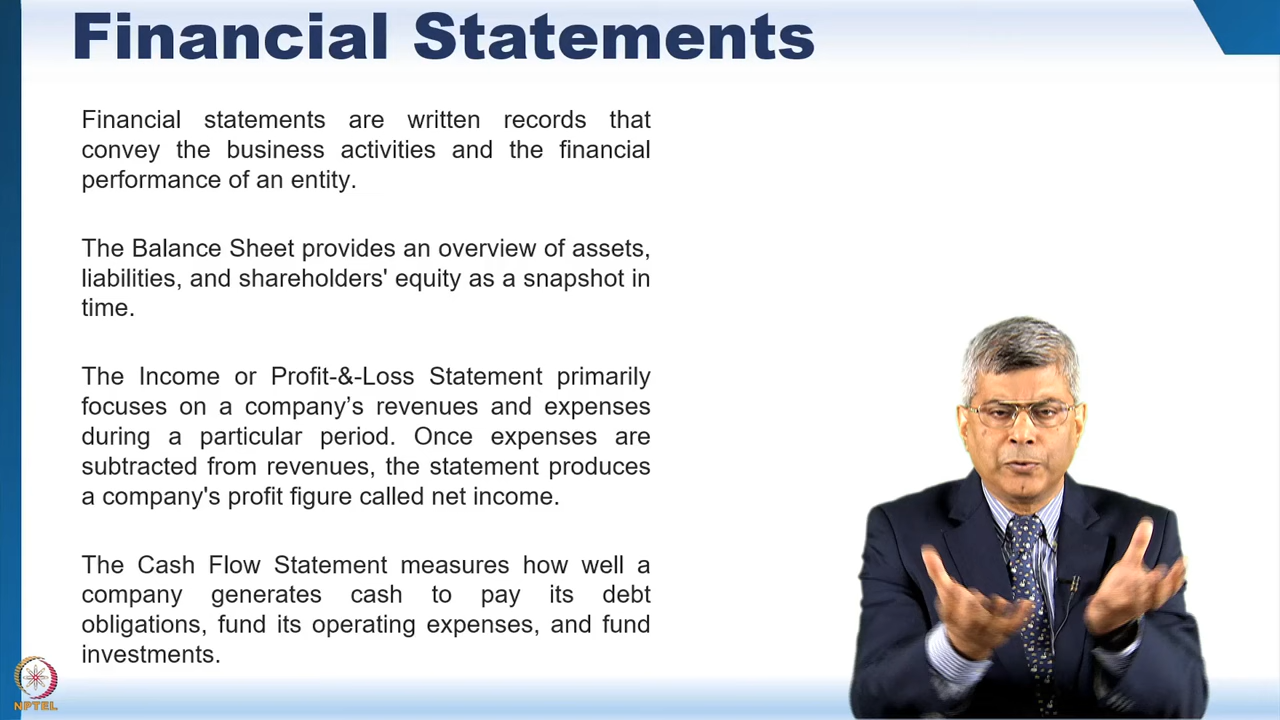 Financial Statements
Financial statements are written records that
convey the business activities and the financial
performance of an entity.
The Balance Sheet provides an overview of assets,
liabilities, and shareholders' equity as a snapshot in
time.
The Income or Profit-&-Loss Statement primarily
focuses on a company’s revenues and expenses
during a particular period. Once expenses are
subtracted from revenues, the statement produces
a company's profit figure called net income.
The Cash Flow Statement measures how well a
company generates cash to pay its debt
obligations, fund its operating expenses, and fund
investments.
NPTEL